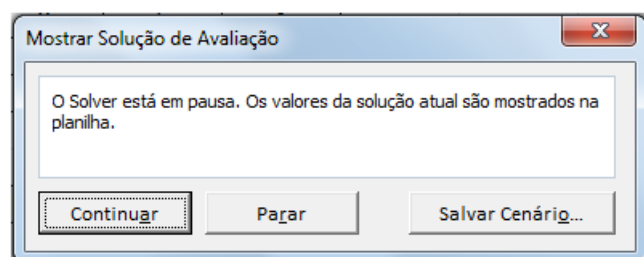 Mostrar Solução de Avaliação
O Solver está em pausa. Os valores da solução atual são mostrados na
planilha.
Continuar
Parar
Salvar Cenário...